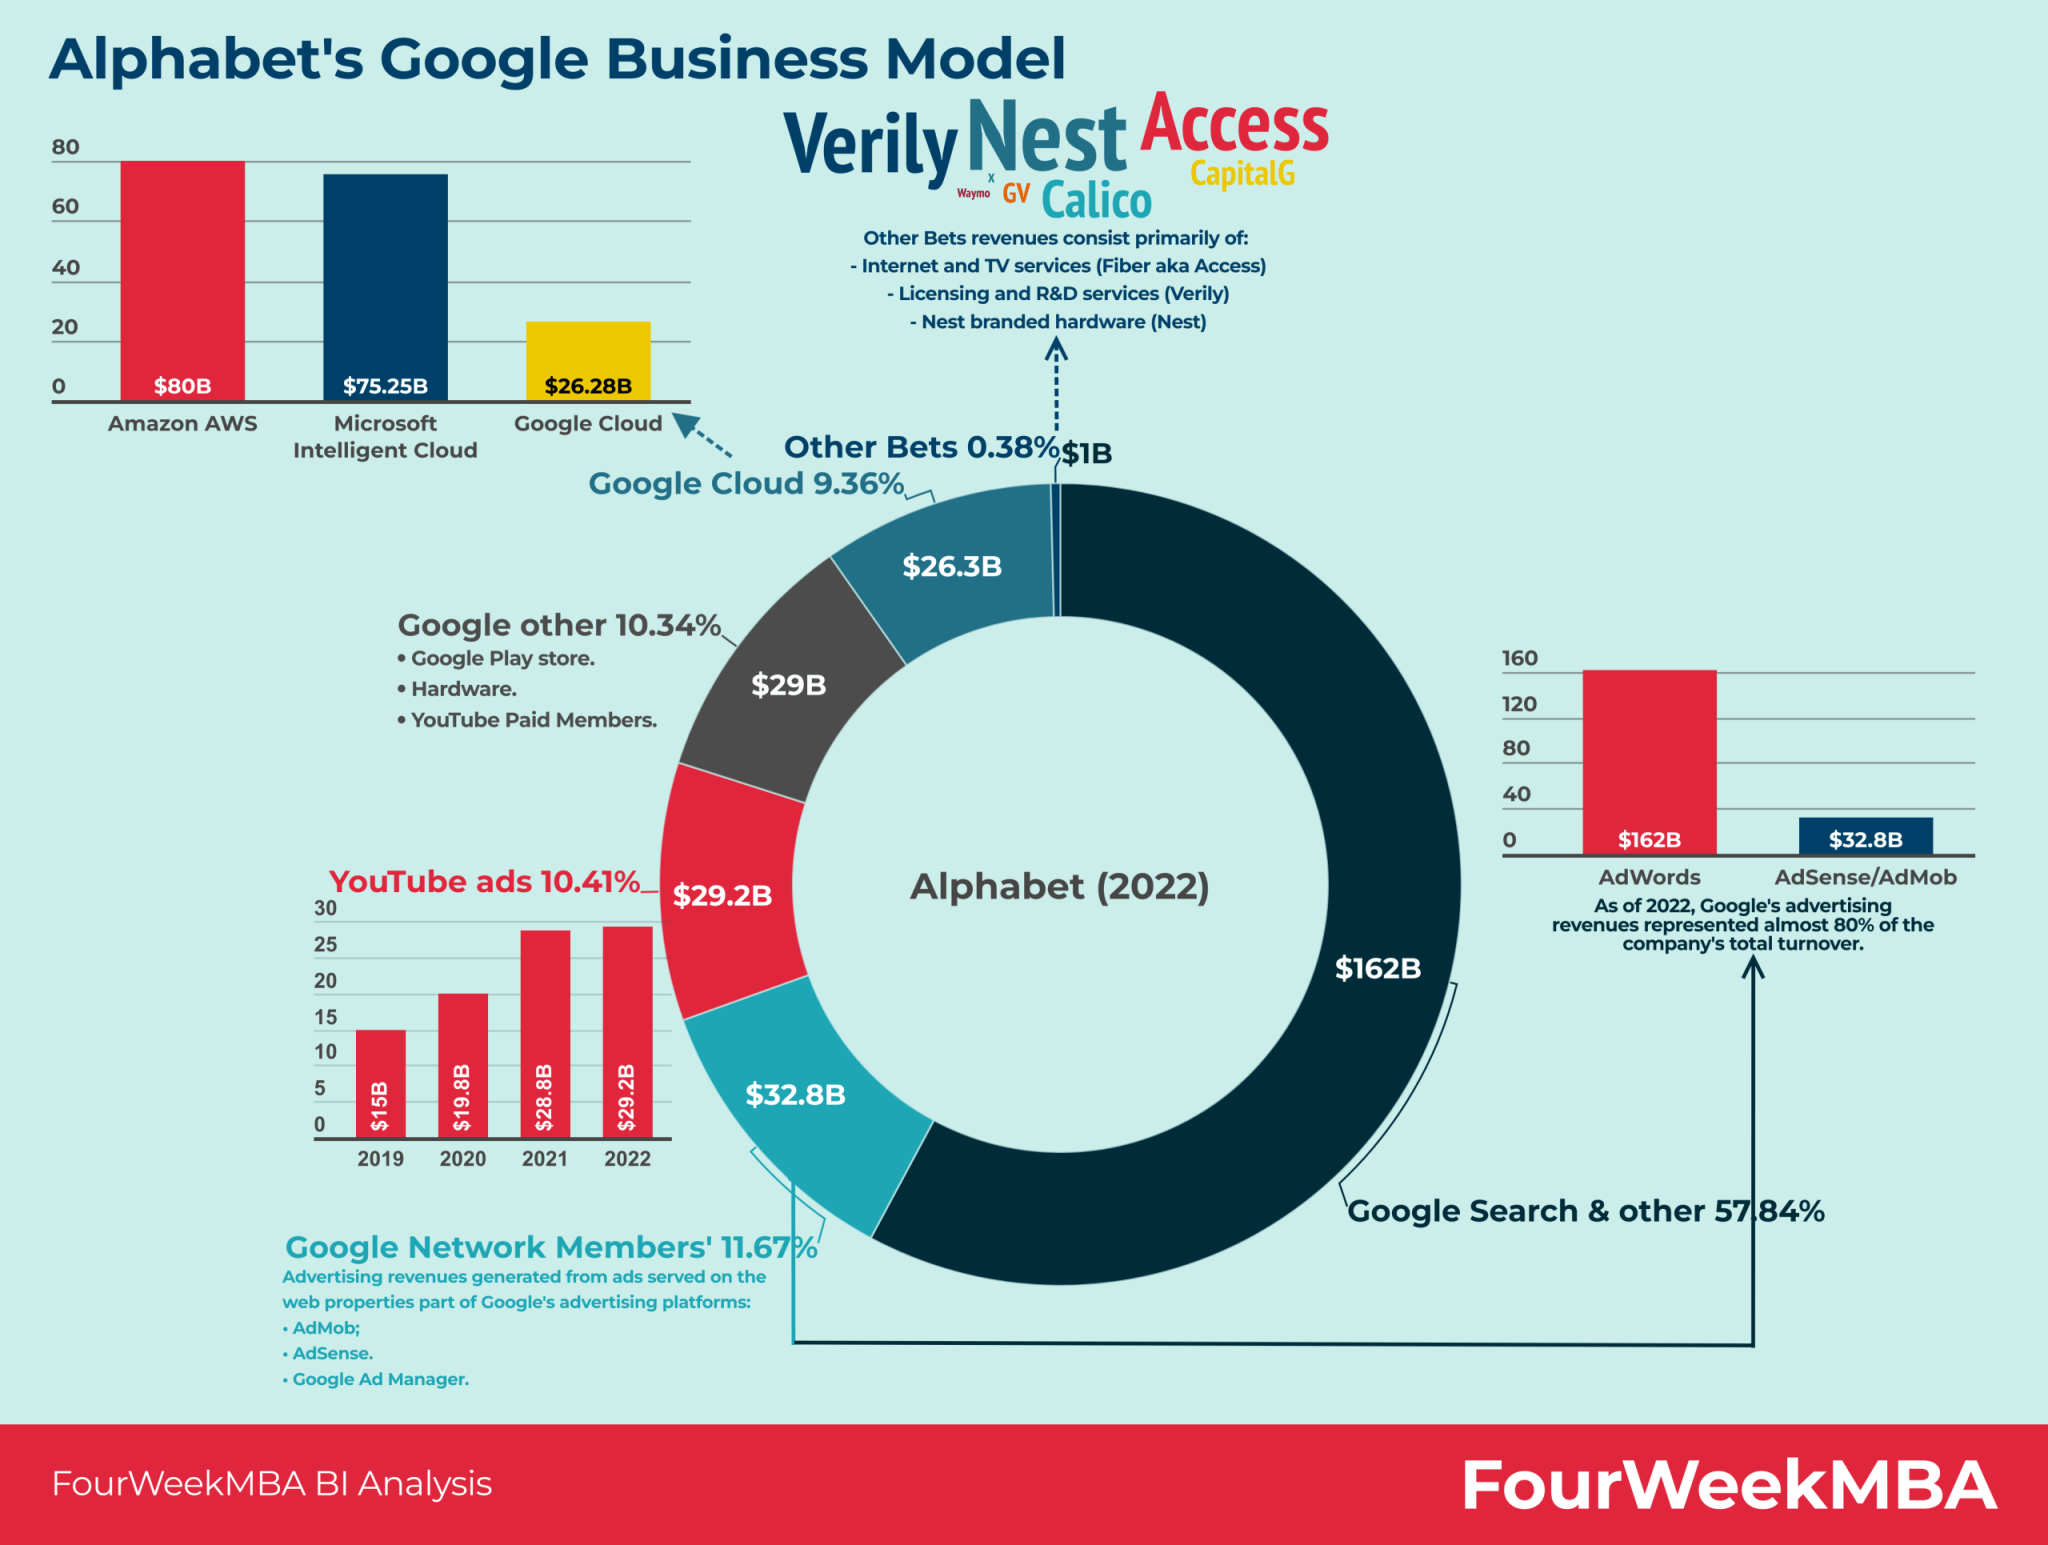 Alphabet's Google Business Model
Verily Nest Access
CapitalG
x
Waymo GV Calico
Other Bets revenues consist primarily of:
- Internet and TV services (Fiber aka Access)
- Licensing and R&D services (Verily)
- Nest branded hardware (Nest)
80
60
40
20
0
$80B $75.25B $26.28B
Amazon AWS Microsoft Intelligent Cloud Google Cloud
Other Bets 0.38% $1B
Google Cloud 9.36%
$26.3B
Google other 10.34%
• Google Play store.
• Hardware.
• YouTube Paid Members.
$29B
160
120
80
40
0
$162B $32.8B
AdWords AdSense/AdMob
As of 2022, Google's advertising
revenues represented almost 80% of the
company's total turnover.
YouTube ads 10.41%
$29.2B
Alphabet (2022)
$162B
30
25
20
15
10
5
0
$15B $19.8B $28.8B $29.2B
2019 2020 2021 2022
$32.8B
Google Search & other 57.84%
Google Network Members' 11.67%
Advertising revenues generated from ads served on the
web properties part of Google's advertising platforms:
• AdMob;
• AdSense.
• Google Ad Manager.
FourWeekMBA BI Analysis
FourWeekMBA